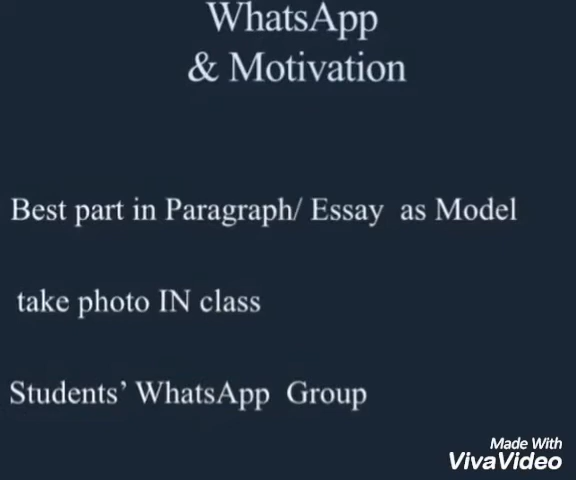 WhatsApp
& Motivation
Best part in Paragraph/ Essay as Model
take photo IN class
Students’ WhatsApp Group
Made With
VivaVideo